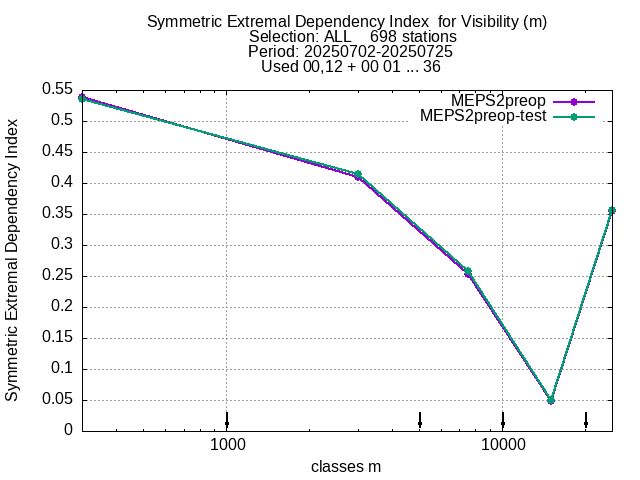 Symmetric Extremal Dependency Index  for Visibility (m)
Selection: ALL    698 stations
Period: 20250702-20250725
Used 00,12 + 00 01 ... 36
MEPS2preop
MEPS2preop-test
Symmetric Extremal Dependency Index
0.55
0.5
0.45
0.4
0.35
0.3
0.25
0.2
0.15
0.1
0.05
0
1000
10000
classes m